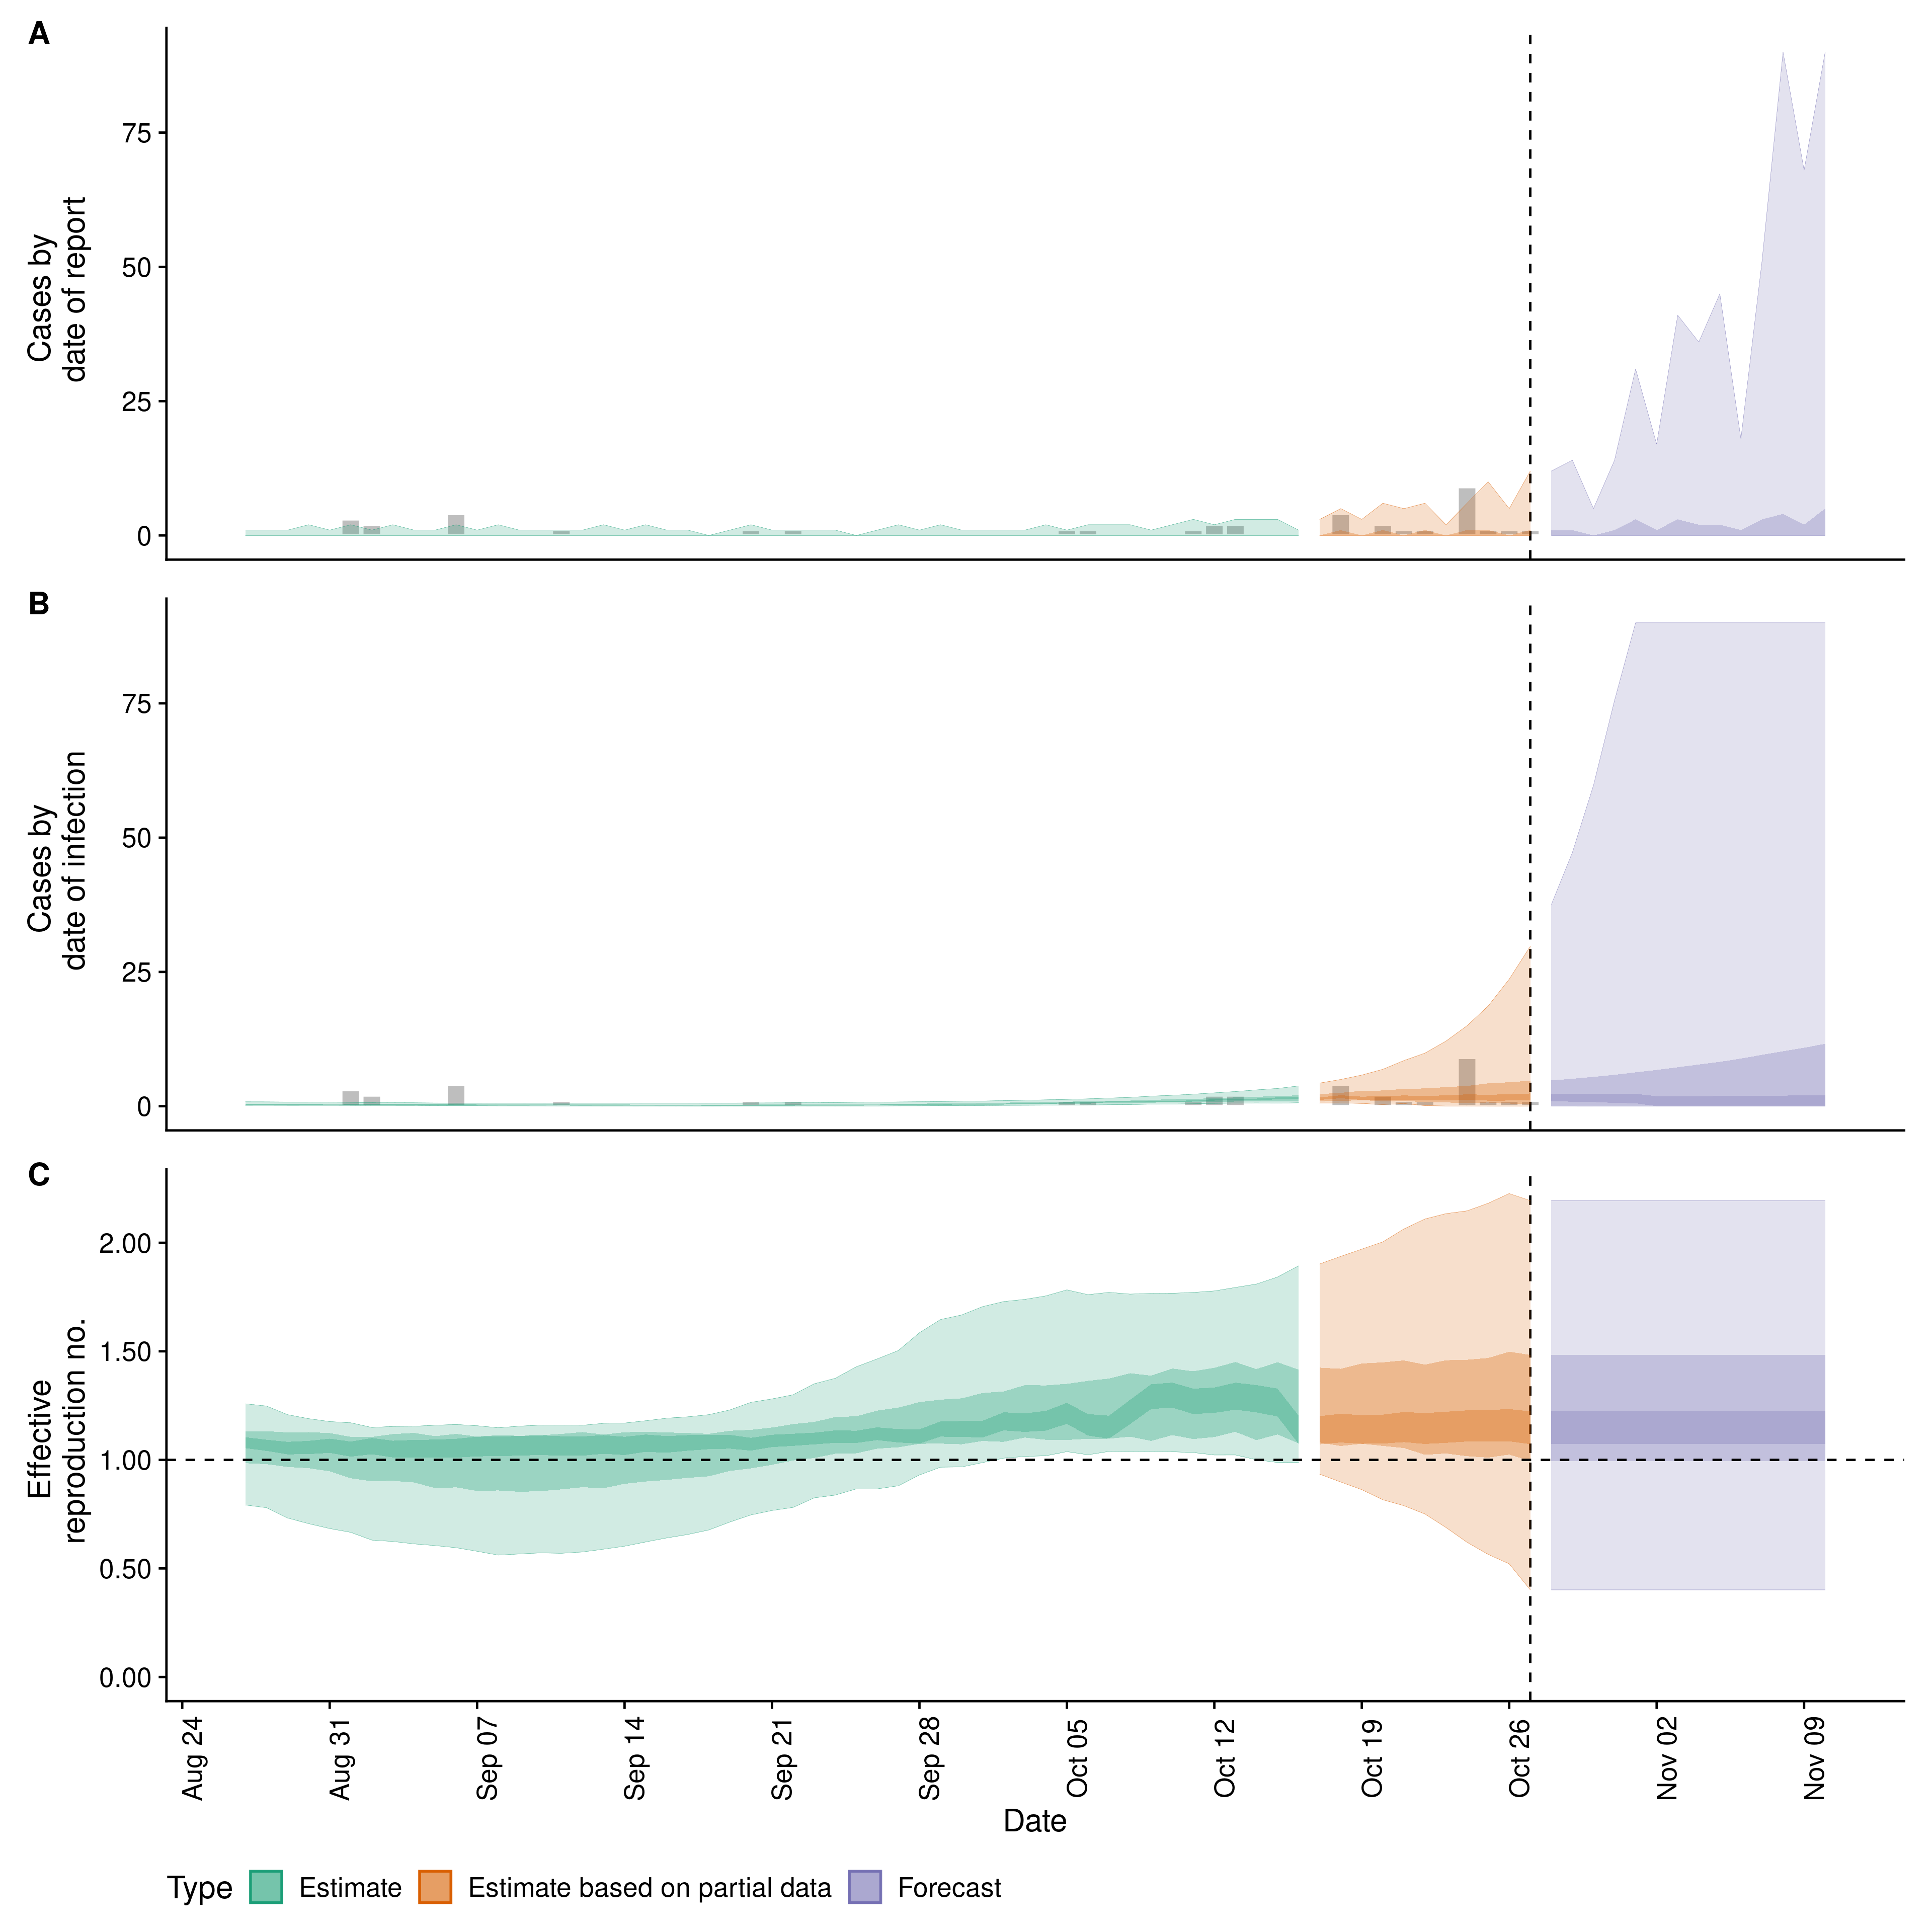 A
Cases by
date of report
75
50
25
0
B
Cases by
date of infection
75
50
25
0
C
Effective
reproduction no.
2.00
1.50
1.00
0.50
0.00
Aug 24
Aug 31
Sep 07
Sep 14
Sep 21
Sep 28
Oct 05
Oct 12
Oct 19
Oct 26
Nov 02
Nov 09
Date
Type Estimate Estimate based on partial data Forecast